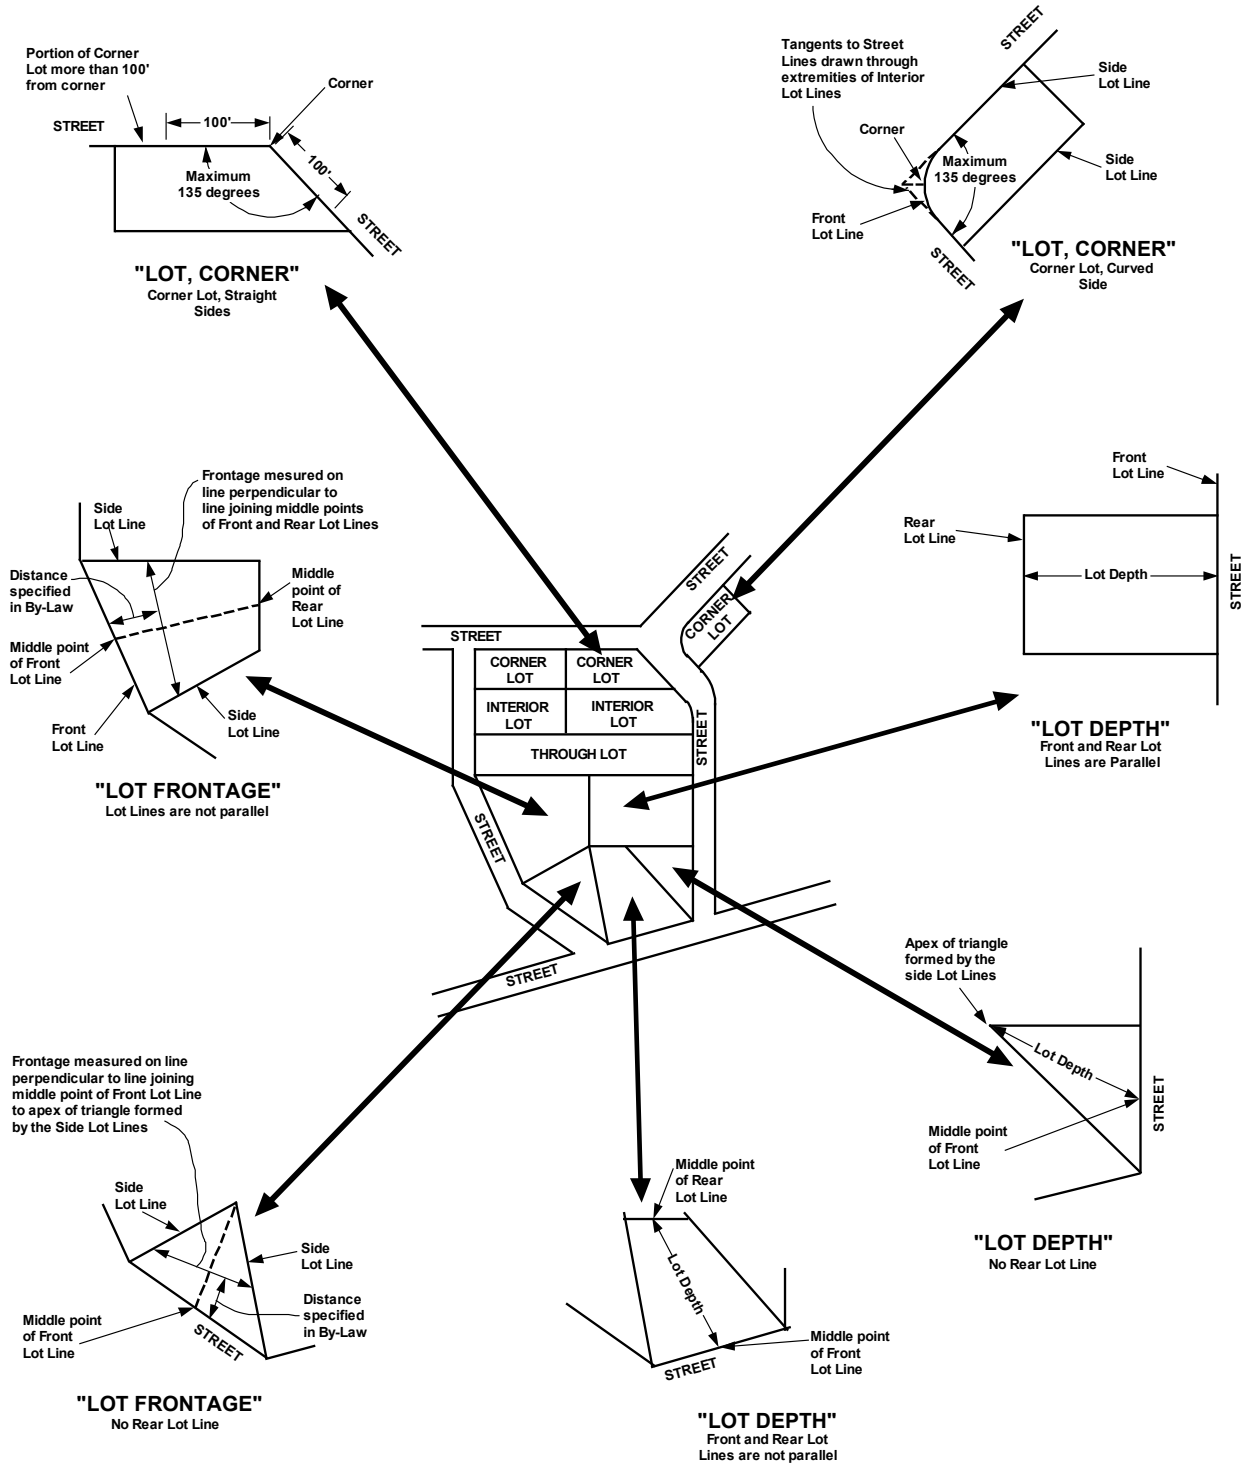 Portion of Corner
Lot more than 100'
from corner
Corner
STREET
100'
100'
Maximum
135 degrees
STREET
"LOT, CORNER"
Corner Lot, Straight
Sides
Tangents to Street
Lines drawn through
extremities of Interior
Lot Lines
STREET
Side
Lot Line
Corner
Maximum
135 degrees
Side
Lot Line
Front
Lot Line
STREET
"LOT, CORNER"
Corner Lot, Curved
Side
Frontage mesured on
line perpendicular to
line joining middle points
of Front and Rear Lot Lines
Side
Lot Line
Distance
specified
in By-Law
Middle
point of
Rear
Lot Line
Middle point
of Front
Lot Line
Front
Lot Line
Side
Lot Line
"LOT FRONTAGE"
Lot Lines are not parallel
STREET
STREET
CORNER
LOT
CORNER
LOT
CORNER
LOT
INTERIOR
LOT
INTERIOR
LOT
STREET
THROUGH LOT
STREET
STREET
Front
Lot Line
Rear
Lot Line
Lot Depth
STREET
"LOT DEPTH"
Front and Rear Lot
Lines are Parallel
Apex of triangle
formed by the
side Lot Lines
Lot Depth
STREET
Middle point
of Front
Lot Line
"LOT DEPTH"
No Rear Lot Line
Frontage measured on line
perpendicular to line joining
middle point of Front Lot Line
to apex of triangle formed
by the Side Lot Lines
Side
Lot Line
Side
Lot Line
Distance
specified
in By-Law
Middle point
of Front
Lot Line
STREET
"LOT FRONTAGE"
No Rear Lot Line
Middle point
of Rear
Lot Line
Lot Depth
Middle point
of Front
Lot Line
STREET
"LOT DEPTH"
Front and Rear Lot
Lines are not parallel